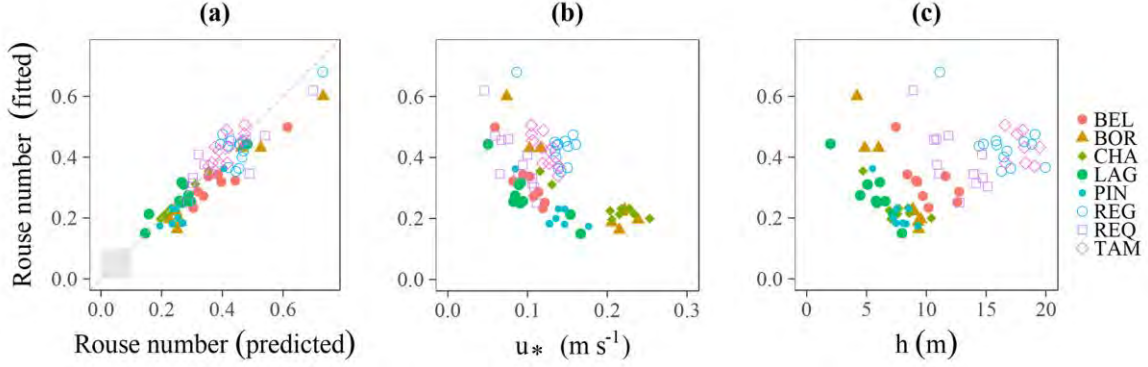 (a) (b) (c)
Rouse number (fitted)
0.6
0.4
0.2
0.0
0.0 0.2 0.4 0.6
Rouse number (predicted)
0.6
0.4
0.2
0.0
0.0 0.1 0.2 0.3
u* (m s-1)
0.6
0.4
0.2
0.0
0 5 10 15 20
h (m)
BEL
BOR
CHA
LAG
PIN
REG
REQ
TAM